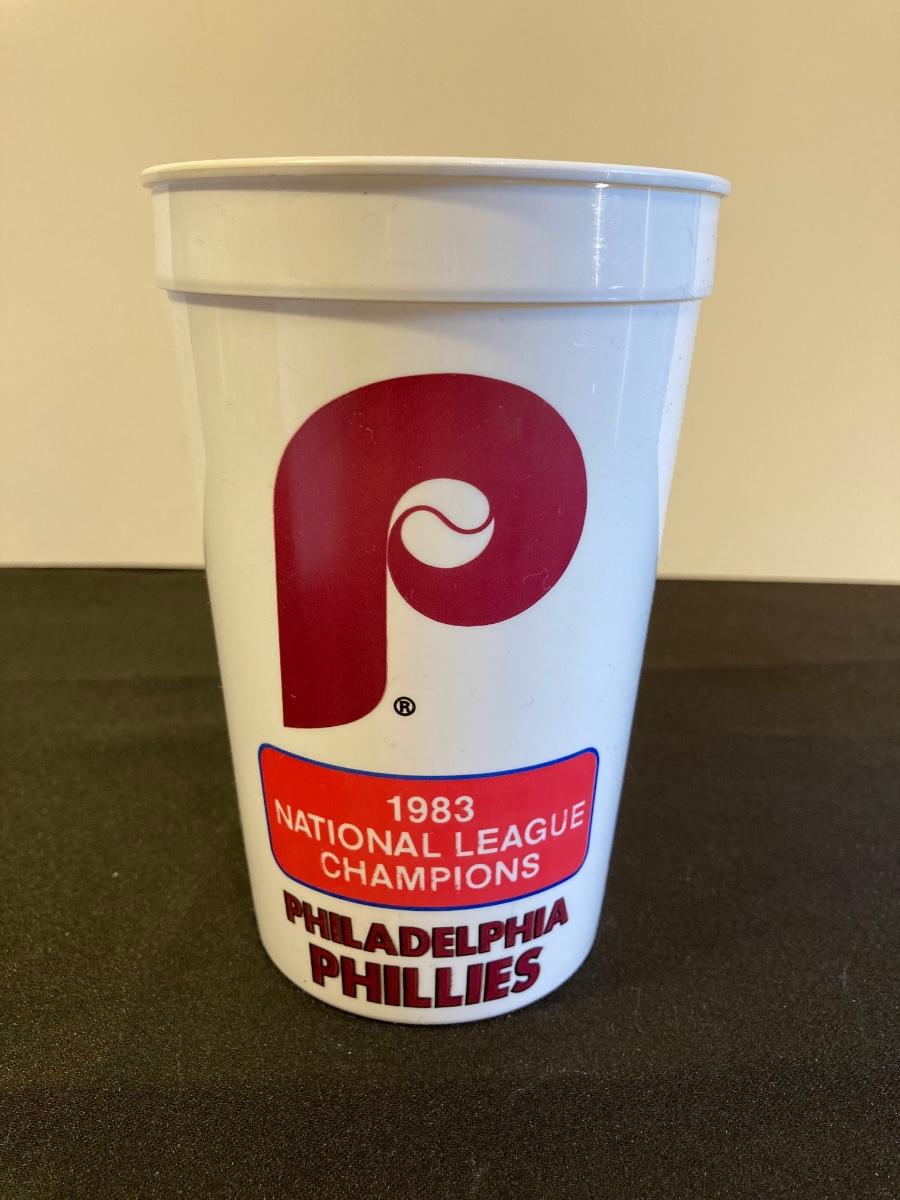 P
®
1983
NATIONAL LEAGUE
CHAMPIONS
PHILADELPHIA
PHILLIES